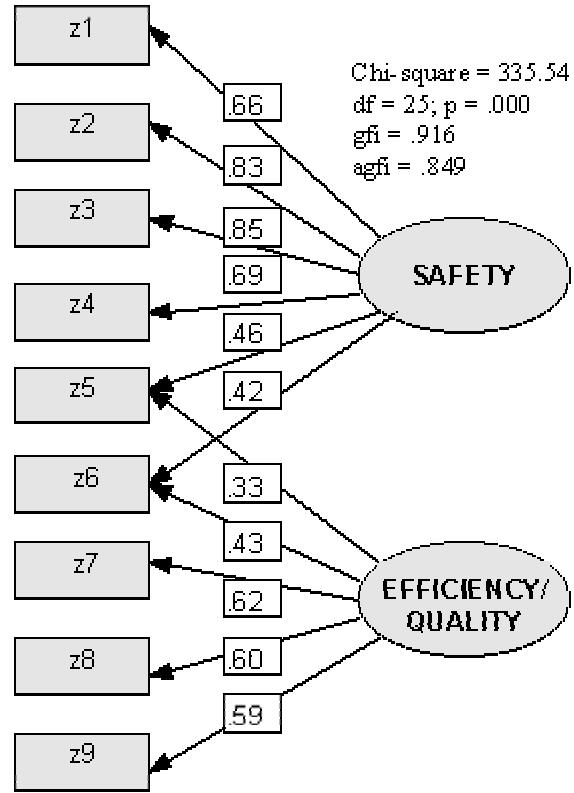 z1
Chi-square = 335.54
df = 25; p = .000
gfi = .916
agfi = .849
.66
z2
.83
z3
.85
SAFETY
.69
z4
.46
z5
.42
z6
.33
.43
z7
EFFICIENCY/
QUALITY
.62
z8
.60
.59
z9